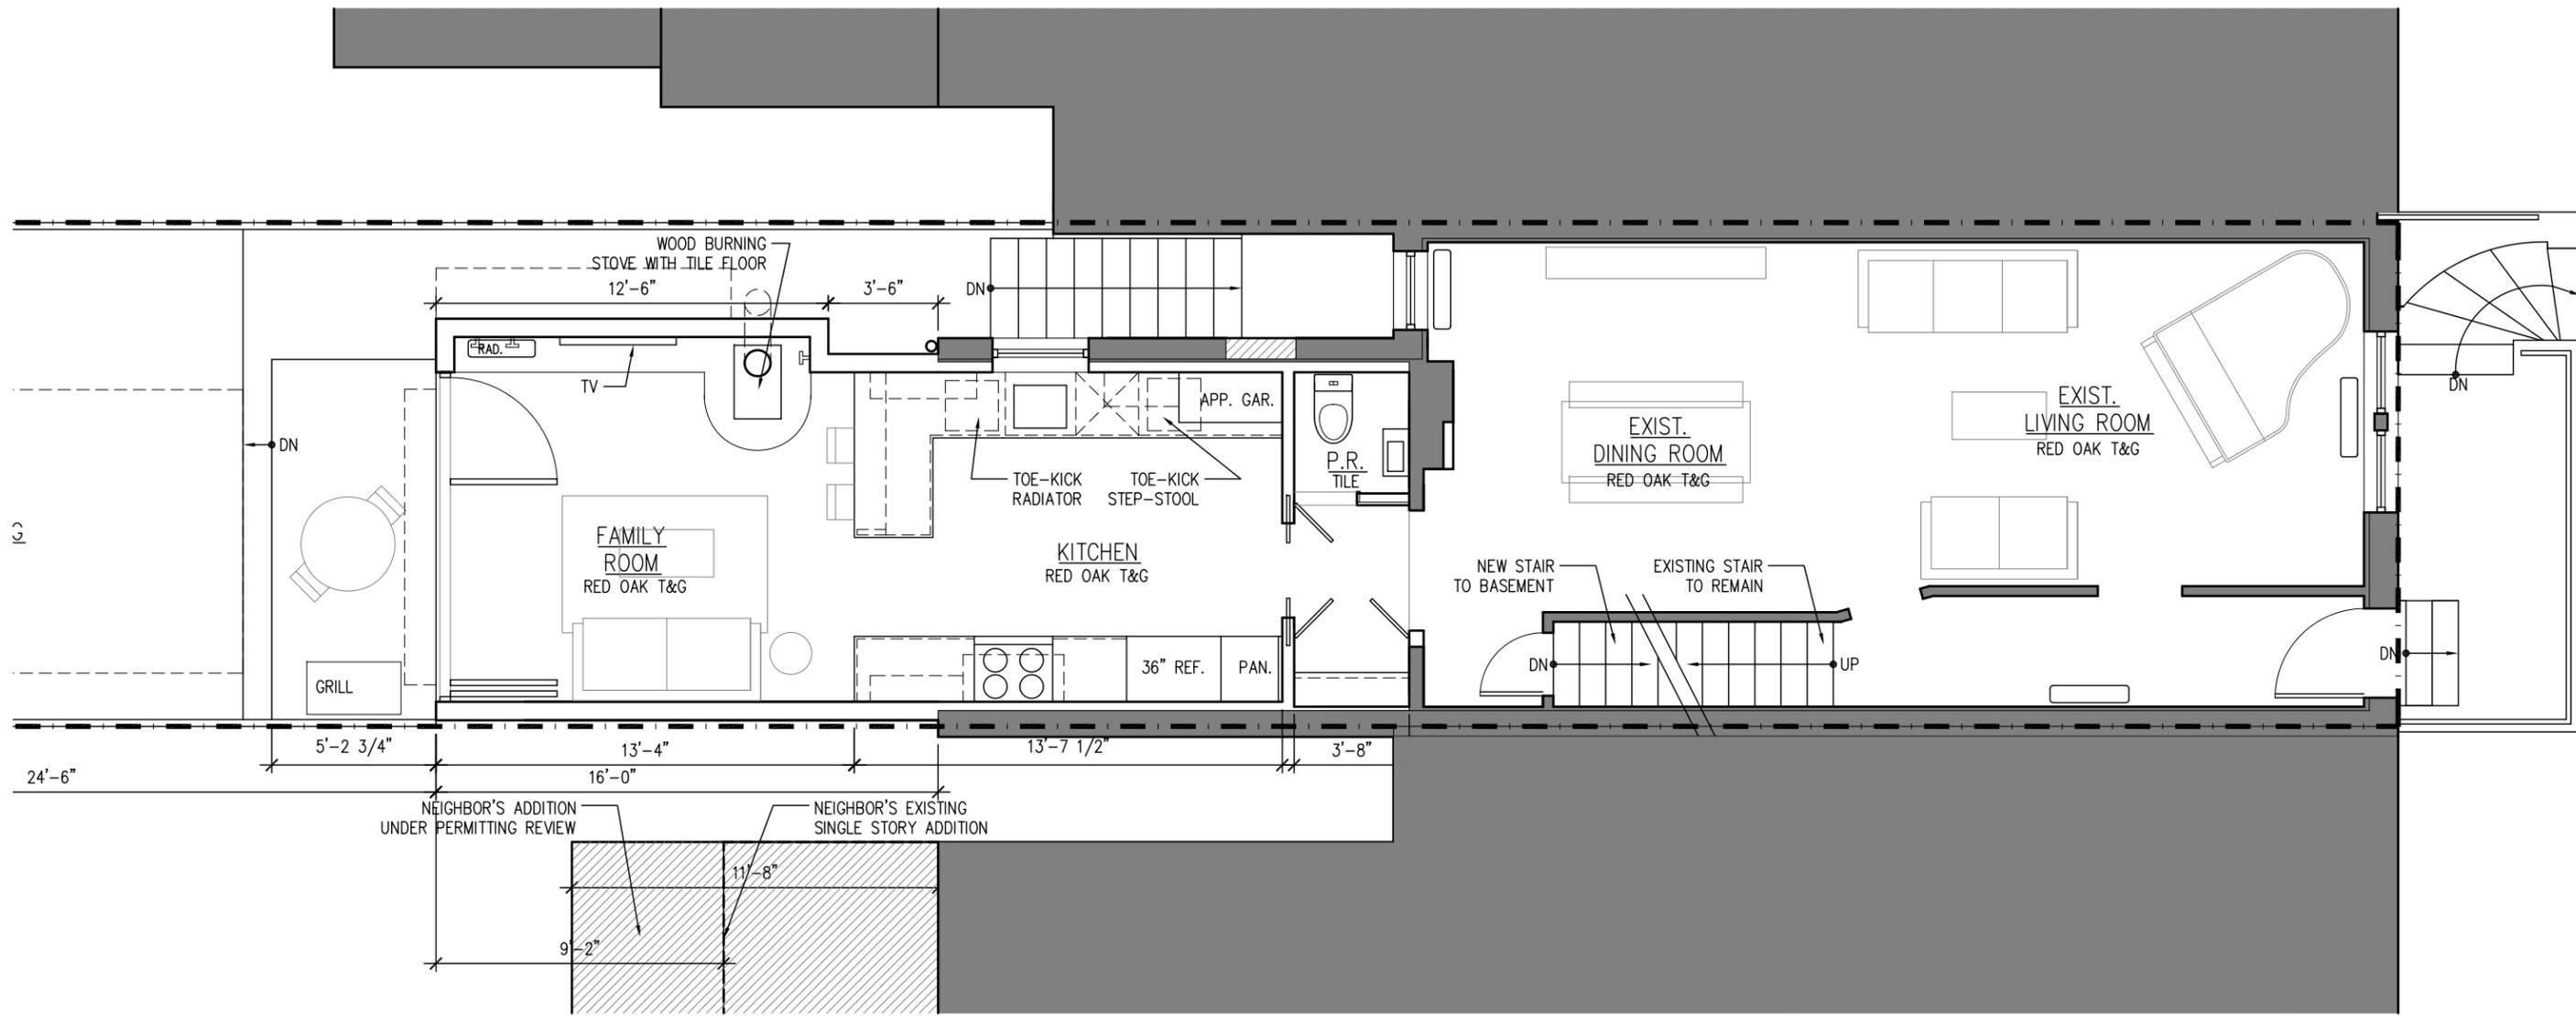 WOOD BURNING
STOVE WITH TILE FLOOR
12'-6"
3'-6"
DN
RAD.
TV
APP. GAR.
DN
DN
EXIST.
LIVING ROOM
RED OAK T&G
EXIST.
DINING ROOM
RED OAK T&G
P.R.
TILE
TOE-KICK
RADIATOR
TOE-KICK
STEP-STOOL
FAMILY
ROOM
RED OAK T&G
KITCHEN
RED OAK T&G
NEW STAIR
TO BASEMENT
EXISTING STAIR
TO REMAIN
G
GRILL
36" REF.
PAN.
DN
UP
DN
5'-2 3/4"
13'-4"
13'-7 1/2"
3'-8"
24'-6"
16'-0"
NEIGHBOR'S ADDITION
UNDER PERMITTING REVIEW
NEIGHBOR'S EXISTING
SINGLE STORY ADDITION
11'-8"
9'-2"